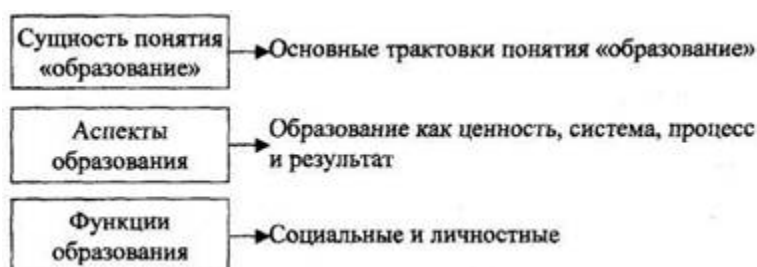 Сущность понятия
«образование»
Основные трактовки понятия «образование»
Аспекты
образования
Образование как ценность, система, процесс
и результат
Функции
образования
Социальные и личностные